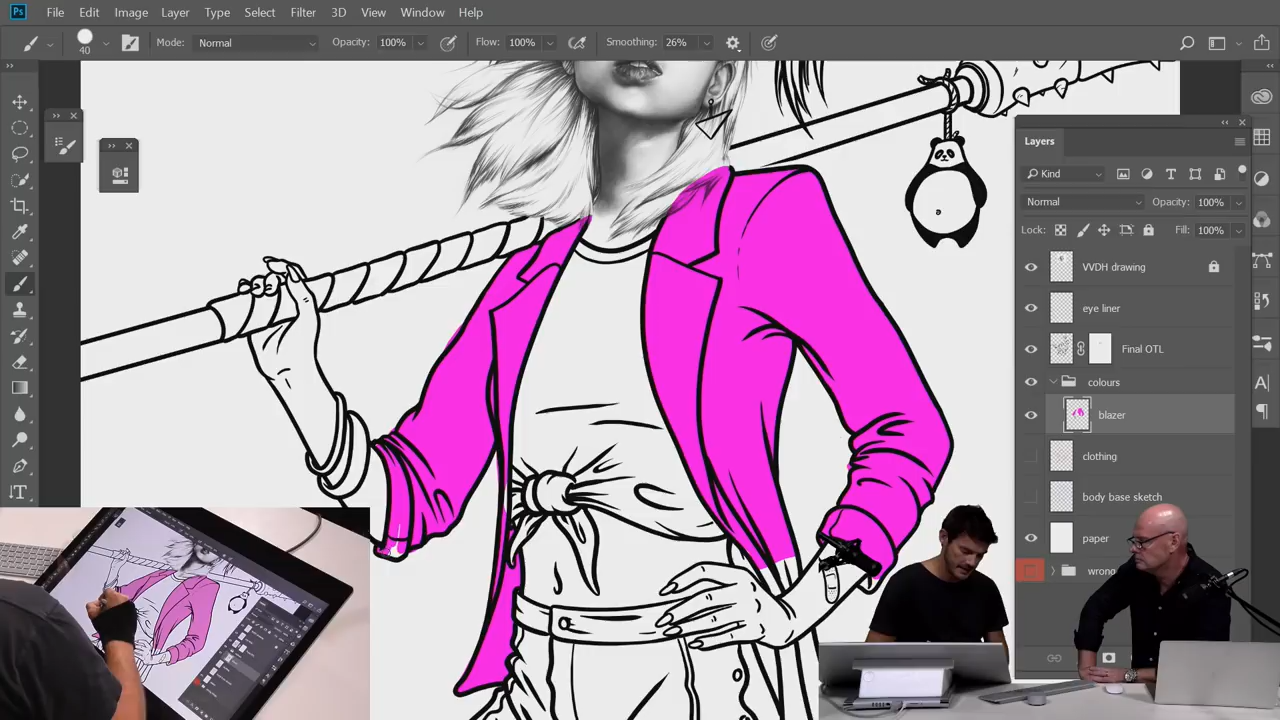 Ps File Edit Image Layer Type Select Filter 3D View Window Help
40 Mode: Normal Opacity: 100% Flow: 100% Smoothing: 26%
Layers
Kind
Normal Opacity: 100%
Lock: Fill: 100%
VVDH drawing
eye liner
Final OTL
colours
blazer
clothing
body base sketch
paper
wrong